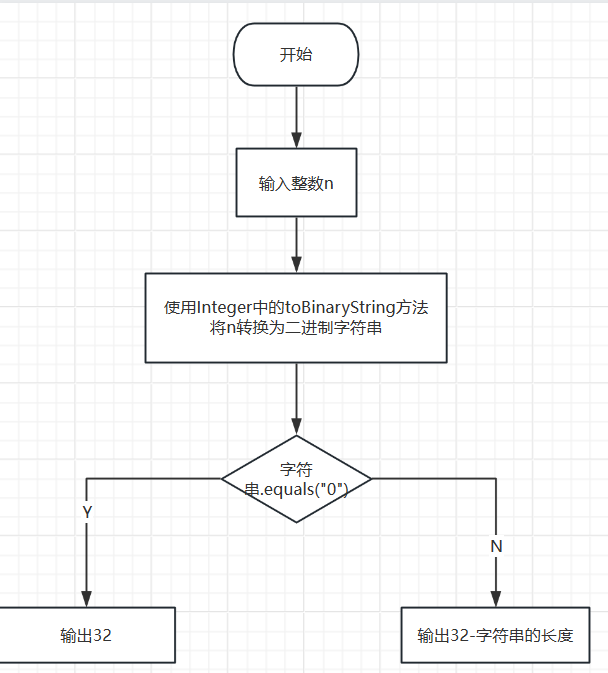 开始
输入整数n
使用Integer中的toBinaryString方法
将n转换为二进制字符串
字符
串.equals("0")
Y
N
输出32
输出32-字符串的长度